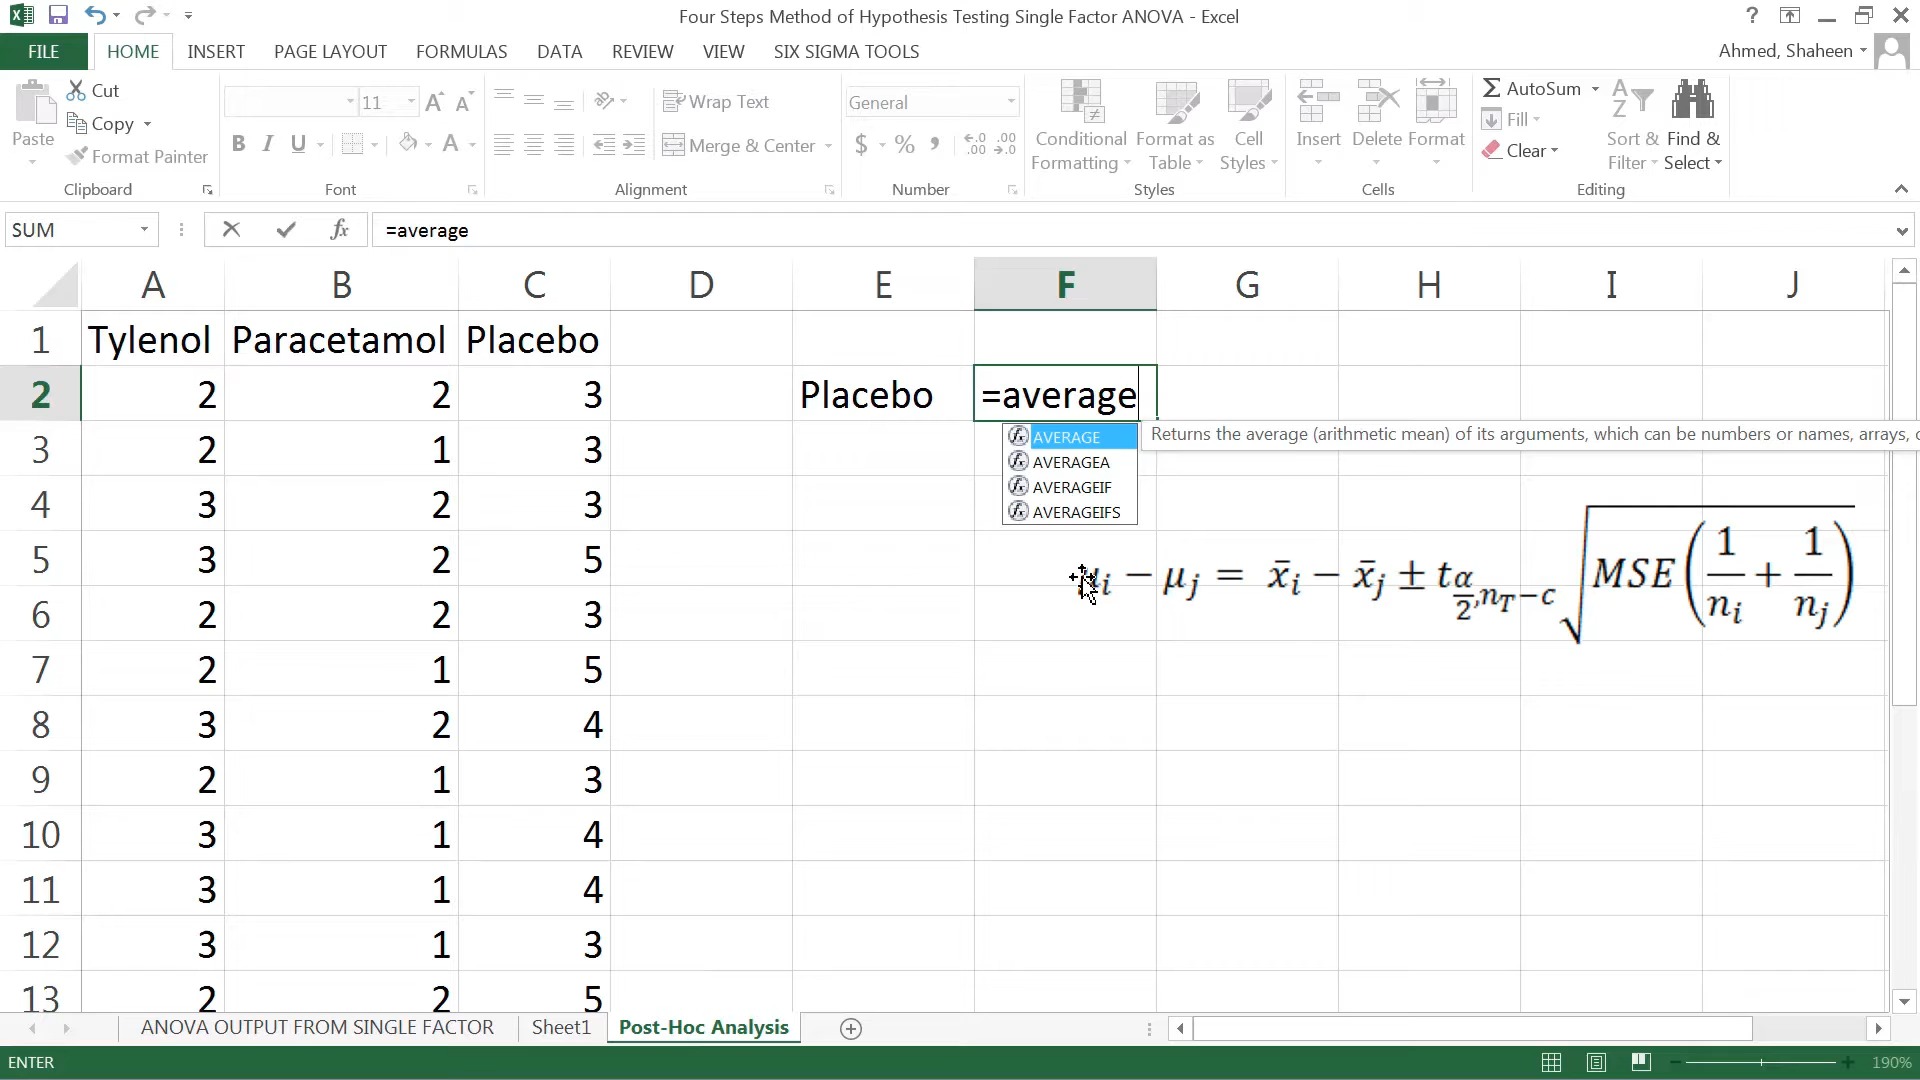 Four Steps Method of Hypothesis Testing Single Factor ANOVA - Excel
FILE HOME INSERT PAGE LAYOUT FORMULAS DATA REVIEW VIEW SIX SIGMA TOOLS Ahmed, Shaheen
Paste Cut Copy Format Painter Clipboard
11 B I U Font
Wrap Text Merge & Center Alignment
General $ % , Number
Conditional Formatting Format as Table Cell Styles Styles
Insert Delete Format Cells
AutoSum Fill Clear Sort & Filter Find & Select Editing
SUM fx =average
A B C D E F G H I J
1 Tylenol Paracetamol Placebo
2 2 2 3 Placebo =average
AVERAGE Returns the average (arithmetic mean) of its arguments, which can be numbers or names, arrays,
3 2 1 3
AVERAGEA
AVERAGEIF
AVERAGEIFS
4 3 2 3
5 3 2 5
μi − μj = x̄i − x̄j ± tα/2,nT−c √MSE(1/ni + 1/nj)
6 2 2 3
7 2 1 5
8 3 2 4
9 2 1 3
10 3 1 4
11 3 1 4
12 3 1 3
13 2 2 5
ANOVA OUTPUT FROM SINGLE FACTOR Sheet1 Post-Hoc Analysis
ENTER 190%